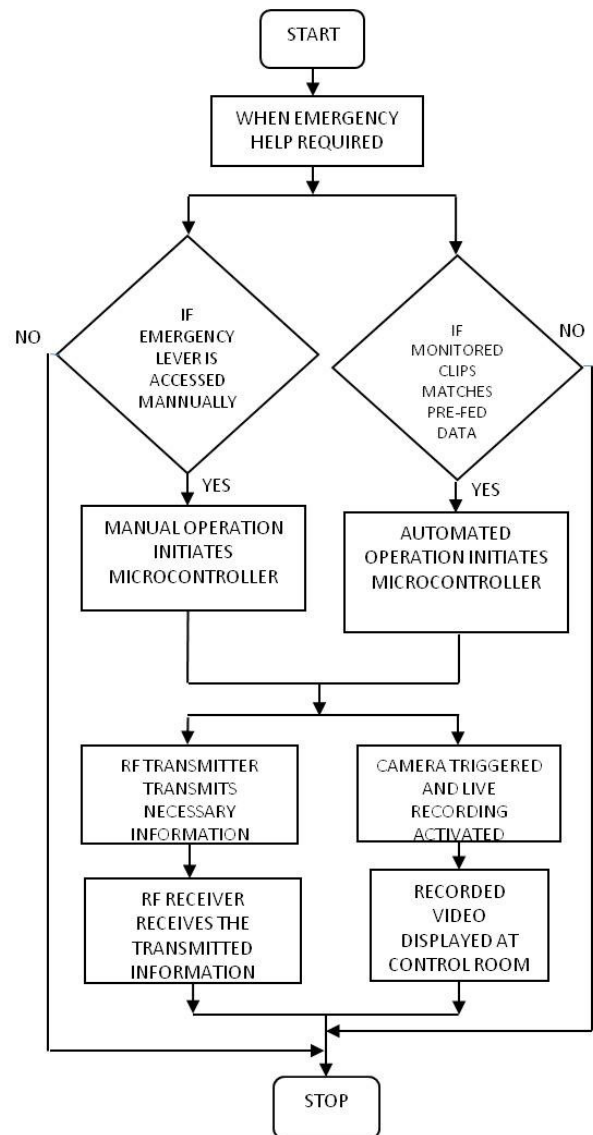 START
WHEN EMERGENCY
HELP REQUIRED
NO
IF
EMERGENCY
LEVER IS
ACCESSED
MANNUALLY
YES
IF
MONITORED
CLIPS
MATCHES
PRE-FED
DATA
NO
YES
MANUAL OPERATION
INITIATES
MICROCONTROLLER
AUTOMATED
OPERATION INITIATES
MICROCONTROLLER
RF TRANSMITTER
TRANSMITS
NECESSARY
INFORMATION
CAMERA TRIGGERED
AND LIVE
RECORDING
ACTIVATED
RF RECEIVER
RECEIVES THE
TRANSMITTED
INFORMATION
RECORDED
VIDEO
DISPLAYED AT
CONTROL ROOM
STOP